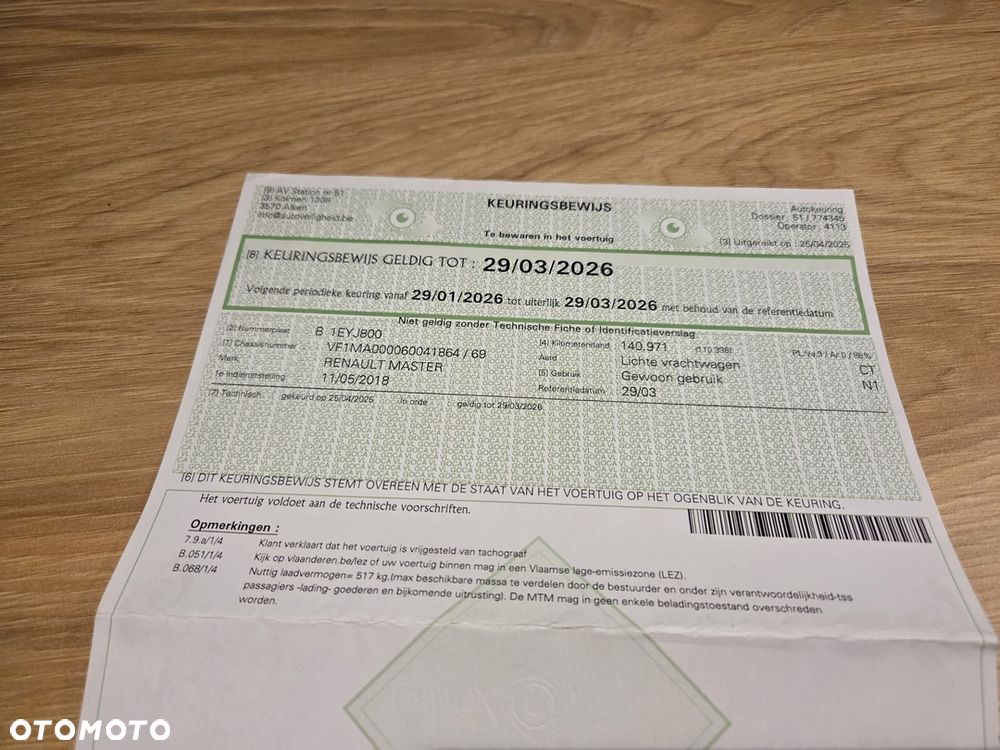 (9) AV Station nr 51
(3) Kolmen 1306
3570 Alken
info@autoveiligheid.be
KEURINGSBEWIJS
Te bewaren in het voertuig
Autokeuring
Dossier : 51 / 774345
Operator : 4113
(3) Uitgereikt op : 25/04/2025
(8) KEURINGSBEWIJS GELDIG TOT : 29/03/2026
Volgende periodieke keuring vanaf 29/01/2026 tot uiterlijk 29/03/2026 met behoud van de referentiedatum
Niet geldig zonder Technische Fiche of Identificatieverslag
(2) Nummerplaat B 1EYJ800
(1) Chassisnummer VF1MA000060041864 / 69
Merk RENAULT MASTER
1e Indienststelling 11/05/2018
(4) Kilometerstand 140.971
Aard Lichte vrachtwagen CT
(5) Gebruik Gewoon gebruik N1
Referentiedatum 29/03
(7) Technisch gekeurd op 25/04/2025 In orde geldig tot 29/03/2026
(6) DIT KEURINGSBEWIJS STEMT OVEREEN MET DE STAAT VAN HET VOERTUIG OP HET OGENBLIK VAN DE KEURING.
Het voertuig voldoet aan de technische voorschriften.
Opmerkingen :
7.9.a/1/4 Klant verklaart dat het voertuig is vrijgesteld van tachograaf
B.051/1/4 Kijk op vlaanderen.be/lez of uw voertuig binnen mag in een Vlaamse lage-emissiezone (LEZ).
B.068/1/4 Nuttig laadvermogen= 517 kg.(max beschikbare massa te verdelen door de bestuurder en onder zijn verantwoordelijkheid-tss
passagiers -lading- goederen en bijkomende uitrusting). De MTM mag in geen enkele beladingstoestand overschreden
worden.
OTOMOTO